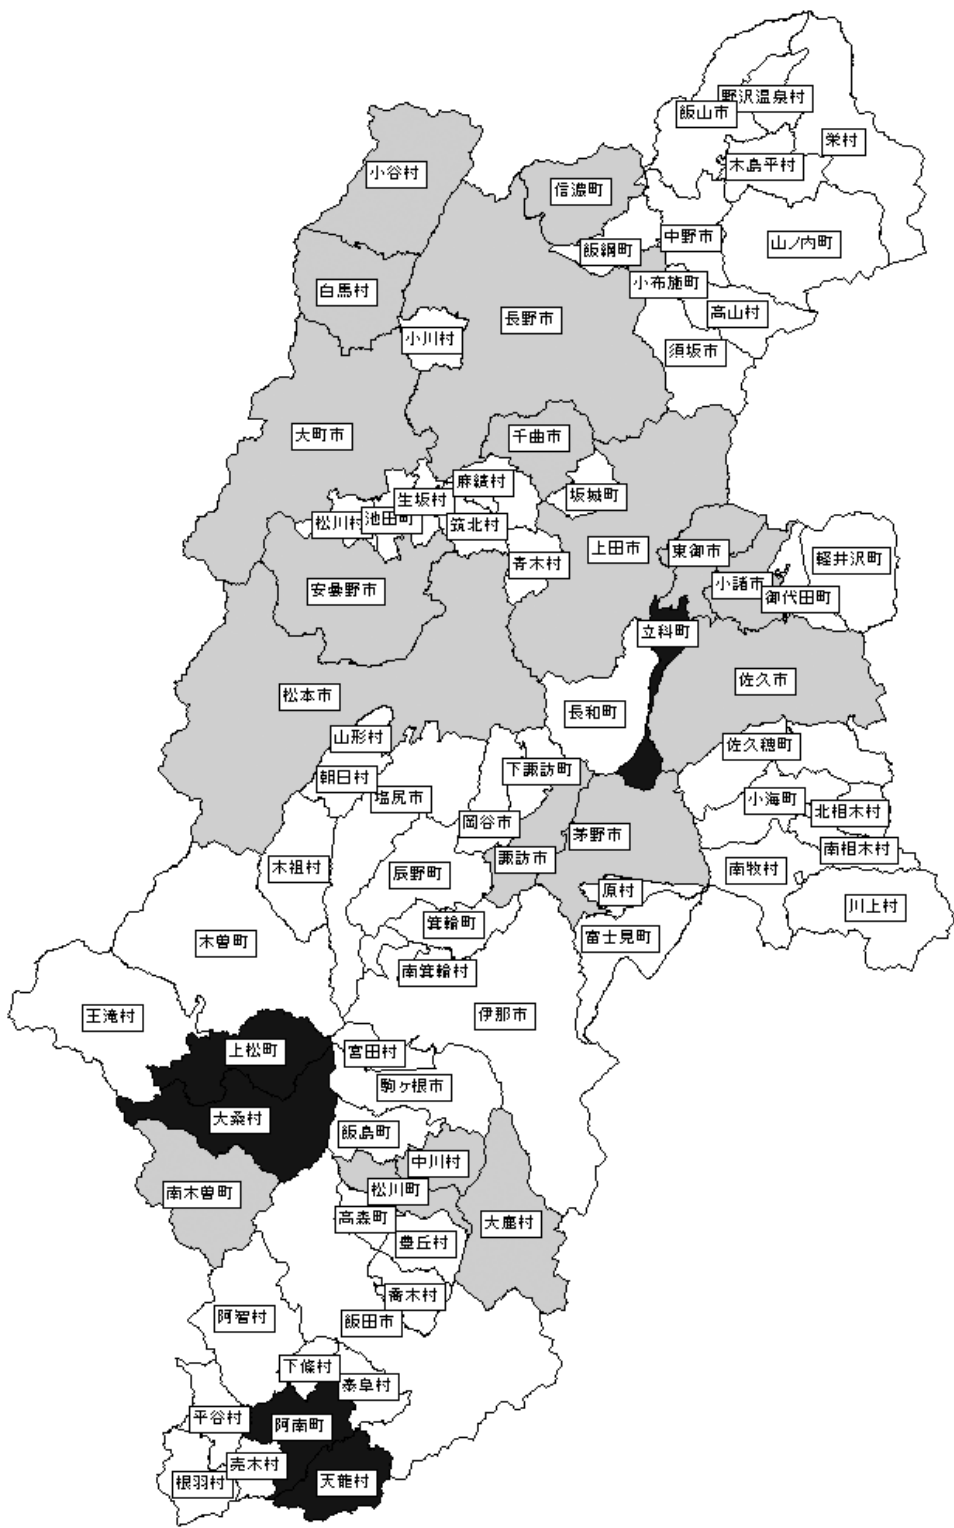 野沢温泉村
飯山市
栄村
木島平村
小谷村
信濃町
中野市
山ノ内町
飯綱町
小布施町
白馬村
高山村
長野市
小川村
須坂市
大町市
千曲市
麻績村
坂城町
生坂村
松川村
池田町
筑北村
上田市
東御市
軽井沢町
青木村
小諸市
安曇野市
御代田町
立科町
佐久市
松本市
長和町
山形村
佐久穂町
下諏訪町
朝日村
塩尻市
小海町
北相木村
岡谷市
茅野市
南相木村
諏訪市
木祖村
辰野町
南牧村
原村
川上村
箕輪町
木曽町
富士見町
南箕輪村
王滝村
伊那市
上松町
宮田村
駒ヶ根市
大桑村
飯島町
中川村
南木曽町
松川町
高森町
大鹿村
豊丘村
喬木村
阿智村
飯田市
下條村
泰阜村
平谷村
阿南町
売木村
根羽村
天龍村